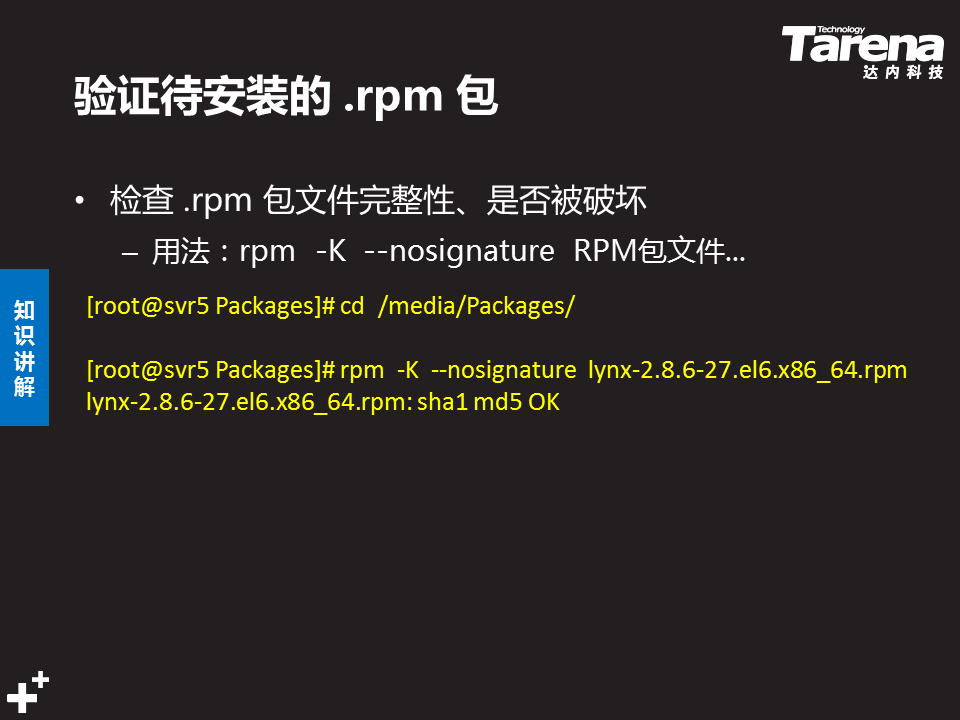 Technology
Tarena
达内科技
验证待安装的 .rpm 包
• 检查 .rpm 包文件完整性、是否被破坏
– 用法：rpm -K --nosignature RPM包文件...
[root@svr5 Packages]# cd /media/Packages/
[root@svr5 Packages]# rpm -K --nosignature lynx-2.8.6-27.el6.x86_64.rpm
lynx-2.8.6-27.el6.x86_64.rpm: sha1 md5 OK
知识讲解